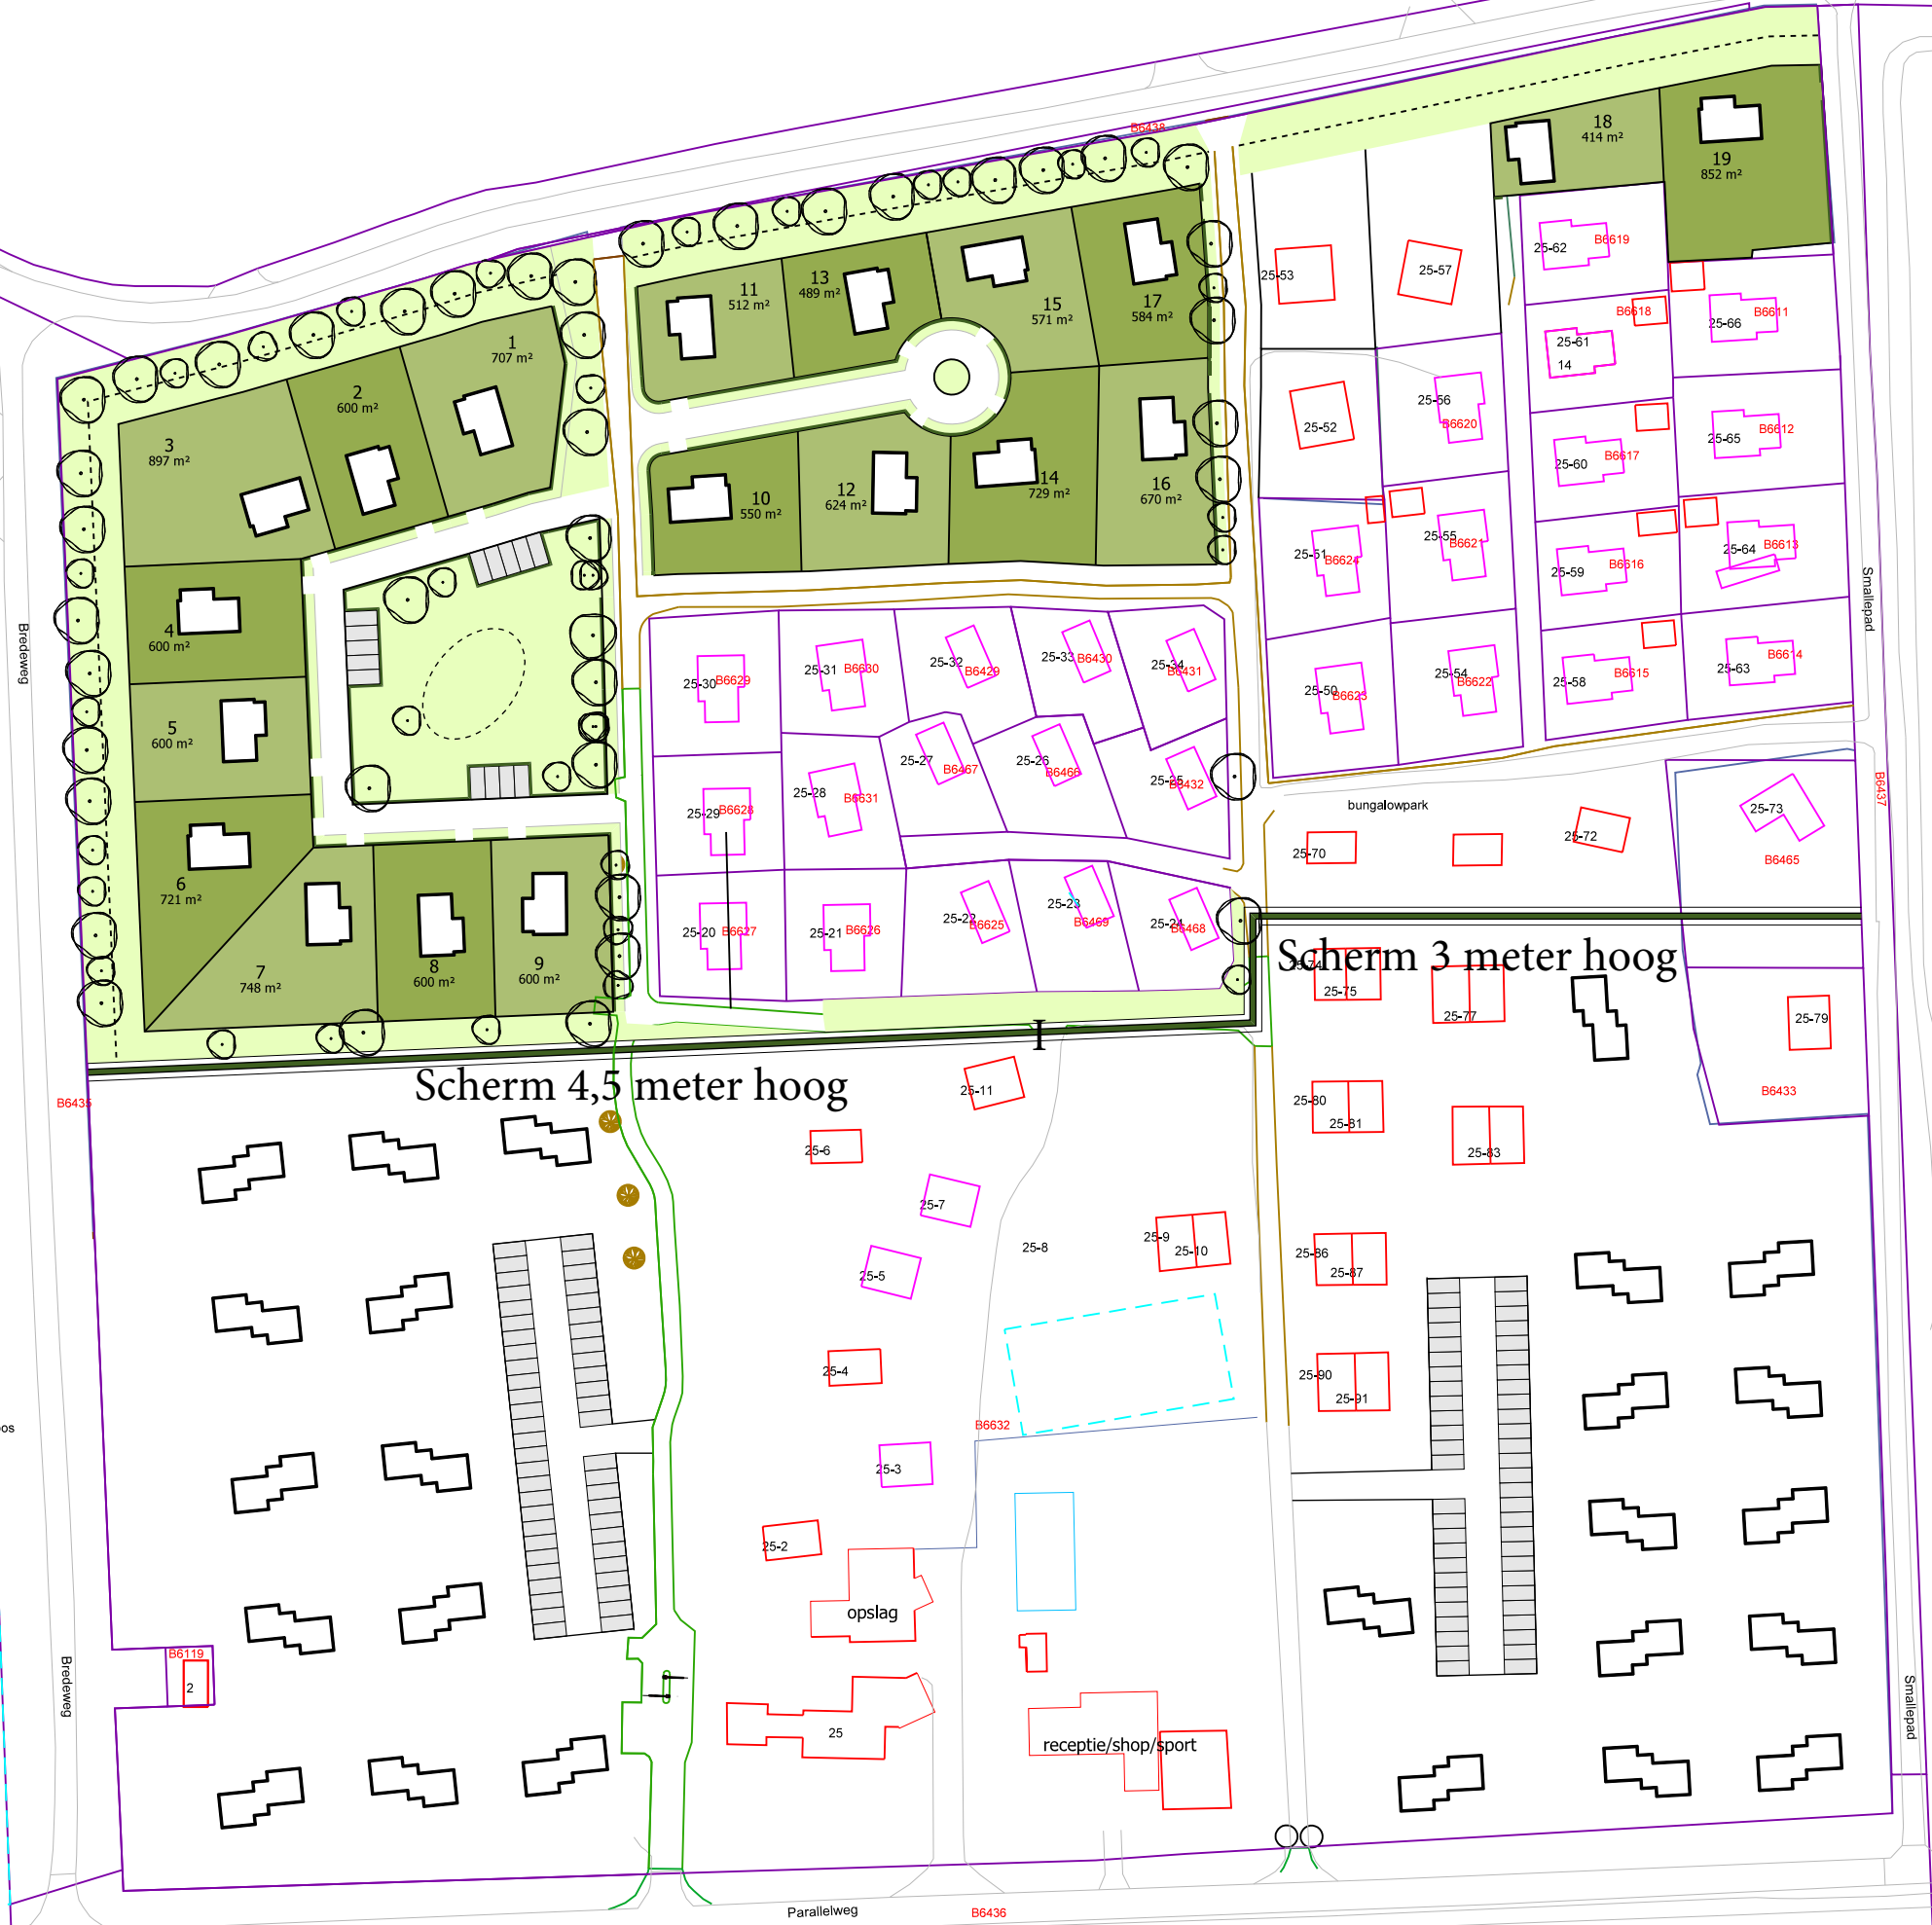 B6438
18
414 m²
19
852 m²
11
512 m²
13
489 m²
15
571 m²
17
584 m²
1
707 m²
2
600 m²
3
897 m²
10
550 m²
12
624 m²
14
729 m²
16
670 m²
4
600 m²
5
600 m²
6
721 m²
7
748 m²
8
600 m²
9
600 m²
25-53
25-57
25-62
B6619
B6618
25-61
14
25-66
B6611
25-52
25-56
B6620
25-60
B6617
25-65
B6612
25-51
B6624
25-55
B6621
25-59
B6616
25-64
B6613
25-50
B6623
25-54
B6622
25-58
B6615
25-63
B6614
Smallepad
Bredeweg
25-30
B6629
25-31
B6630
25-32
B6429
25-33
B6430
25-34
B6431
25-29
B6628
25-28
B6631
25-27
B6467
25-26
B6466
25-25
B6432
25-20
B6627
25-21
B6626
25-22
B6625
25-23
B6469
25-24
B6468
bungalowpark
25-70
25-72
25-73
B6465
B6437
Scherm 3 meter hoog
25-74
25-75
25-77
25-79
B6433
I
Scherm 4,5 meter hoog
B6435
25-11
25-6
25-7
25-5
25-8
25-9
25-10
25-80
25-81
25-83
25-86
25-87
25-4
25-90
25-91
B6632
25-3
25-2
opslag
25
receptie/shop/sport
B6119
2
Bredeweg
Smallepad
Parallelweg
B6436